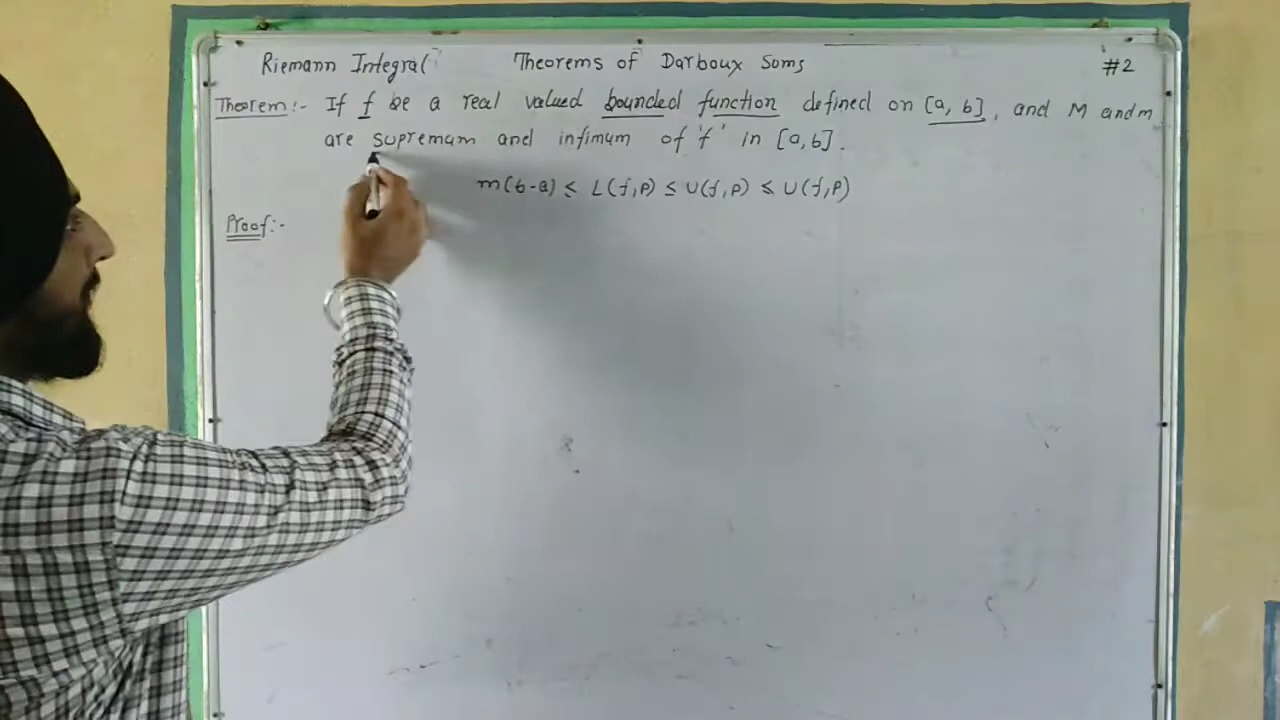 Riemann Integral Theorems of Darboux Sums #2
Theorem:- If f be a real valued bounded function defined on [a, b], and M and m
are supremum and infimum of 'f' in [a,b].
m(b-a) ≤ L(f,P) ≤ U(f,P) ≤ U(f,P)
Proof:-